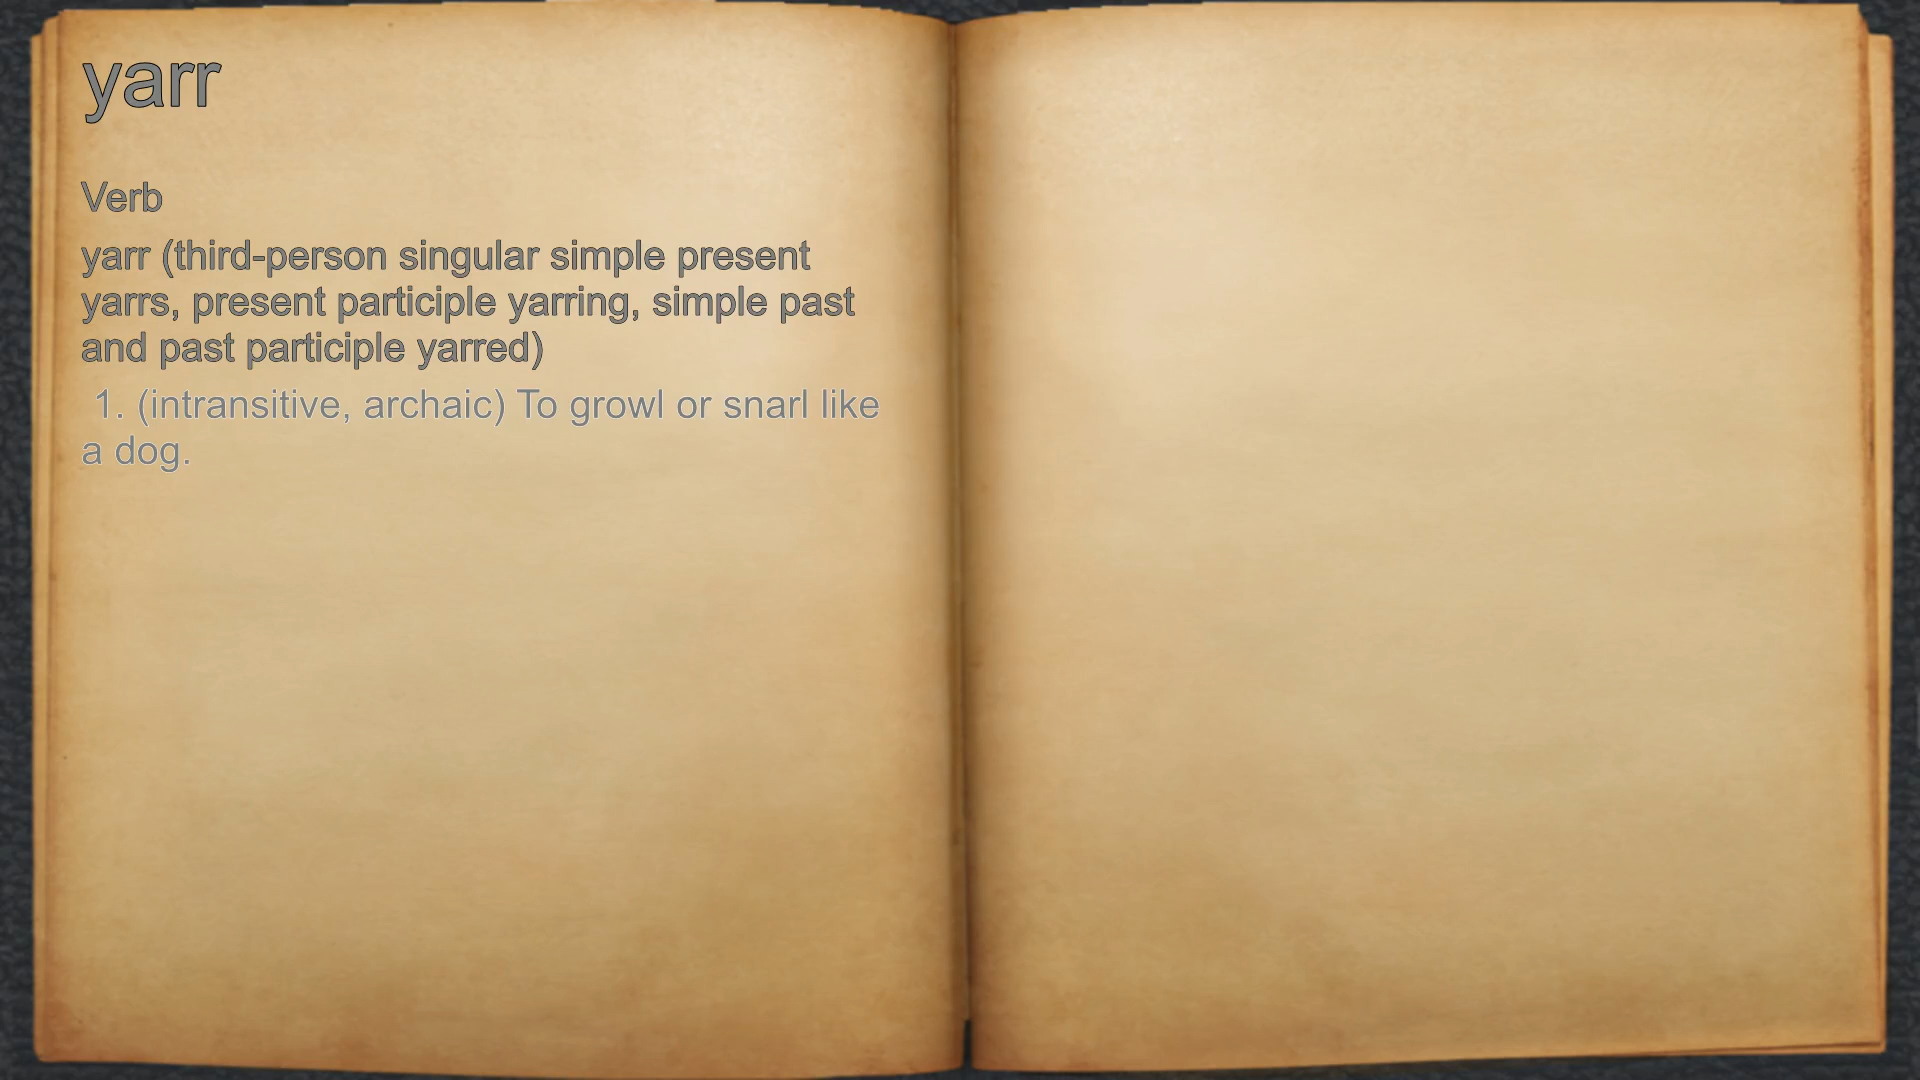 yarr
Verb
yarr (third-person singular simple present
yarrs, present participle yarring, simple past
and past participle yarred)
1. (intransitive, archaic) To growl or snarl like
a dog.